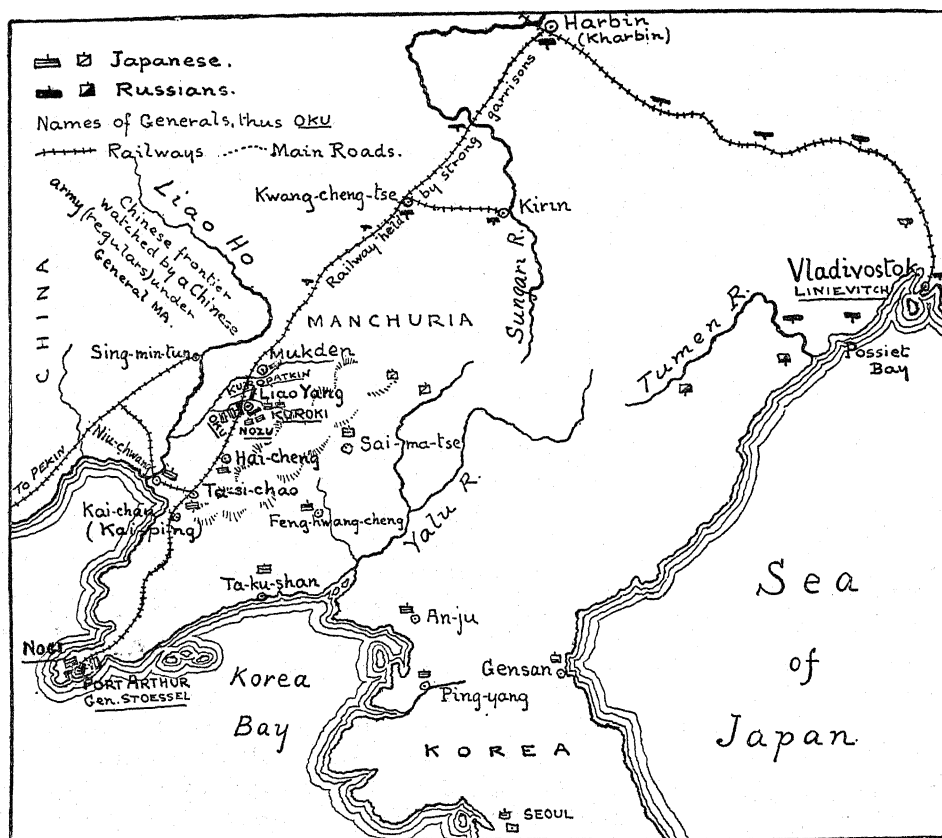 Harbin
(Kharbin)
Japanese.
Russians.
Names of Generals, thus OKU
Railways Main Roads.
Railway held by strong garrisons
Liao Ho
Chinese frontier
watched by a Chinese
army (regulars) under
General MA.
CHINA
Kwang-cheng-tse
Kirin
Sungari R.
Vladivostok
LINIEVITCH
Tumen R.
Possiet
Bay
MANCHURIA
Sing-min-tun
Mukden
KUROPATKIN
Liao Yang
OKU
KUROKI
NOZU
Niu-chwang
TO PEKIN
Hai-cheng
Sai-ma-tse
Ta-si-chao
Kai-chau
(Kai-pi-ng)
Feng-hwang-cheng
Yalu R.
Ta-ku-shan
An-ju
Sea
of
Japan
Gensan
Ping-yang
NOGI
PORT ARTHUR
Gen. STOESSEL
Korea
Bay
KOREA
SEOUL